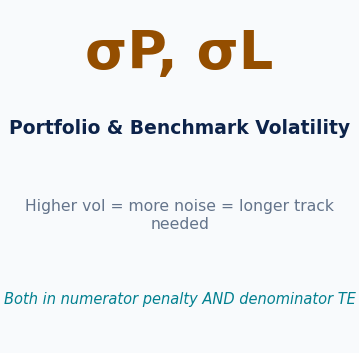 σP, σL
Portfolio & Benchmark Volatility
Higher vol = more noise = longer track
needed
Both in numerator penalty AND denominator TE